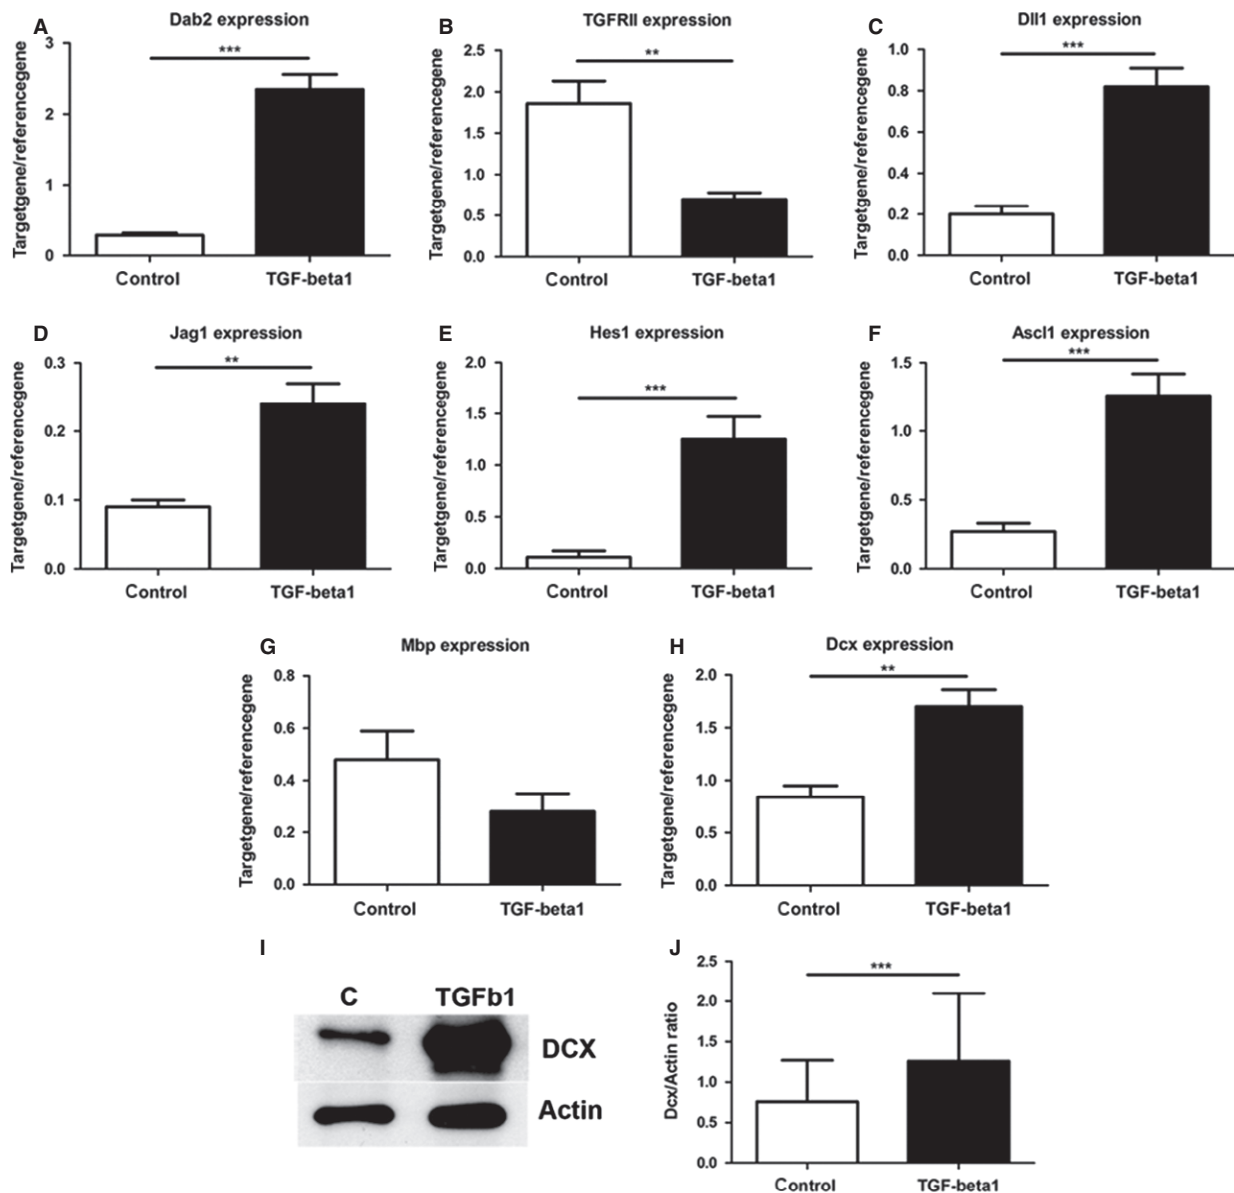 A
Dab2 expression
***
Targetgene/referencegene
3
2
1
0
Control
TGF-beta1
B
TGFRII expression
**
Targetgene/referencegene
2.5
2.0
1.5
1.0
0.5
0.0
Control
TGF-beta1
C
Dll1 expression
***
Targetgene/referencegene
1.0
0.8
0.6
0.4
0.2
0.0
Control
TGF-beta1
D
Jag1 expression
**
Targetgene/referencegene
0.3
0.2
0.1
0.0
Control
TGF-beta1
E
Hes1 expression
***
Targetgene/referencegene
2.0
1.5
1.0
0.5
0.0
Control
TGF-beta1
F
Ascl1 expression
***
Targetgene/referencegene
1.5
1.0
0.5
0.0
Control
TGF-beta1
G
Mbp expression
Targetgene/referencegene
0.8
0.6
0.4
0.2
0.0
Control
TGF-beta1
H
Dcx expression
**
Targetgene/referencegene
2.0
1.5
1.0
0.5
0.0
Control
TGF-beta1
I
C
TGFb1
DCX
Actin
J
***
Dcx/Actin ratio
2.5
2.0
1.5
1.0
0.5
0.0
Control
TGF-beta1